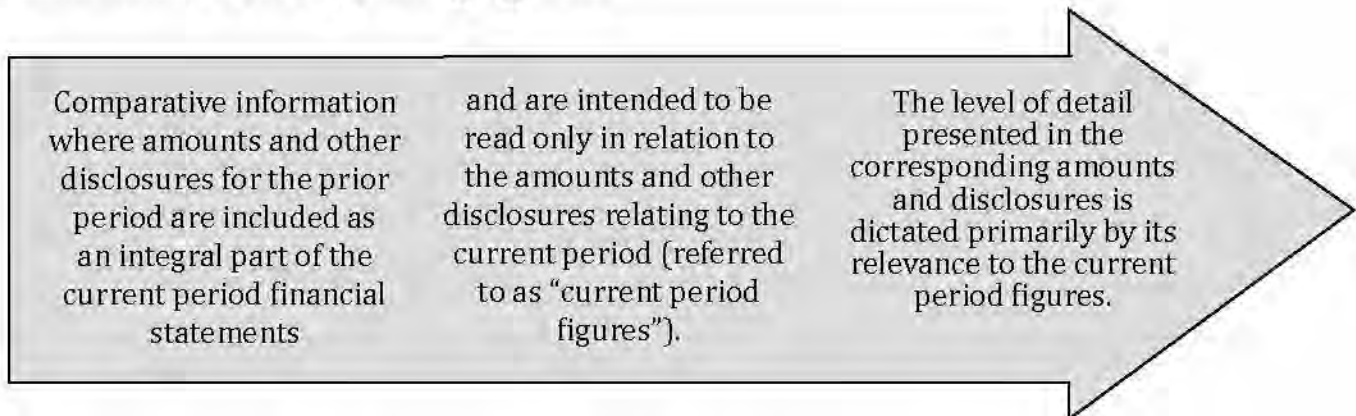 Comparative information
where amounts and other
disclosures for the prior
period are included as
an integral part of the
current period financial
statements
and are intended to be
read only in relation to
the amounts and other
disclosures relating to the
current period (referred
to as “current period
figures”).
The level of detail
presented in the
corresponding amounts
and disclosures is
dictated primarily by its
relevance to the current
period figures.